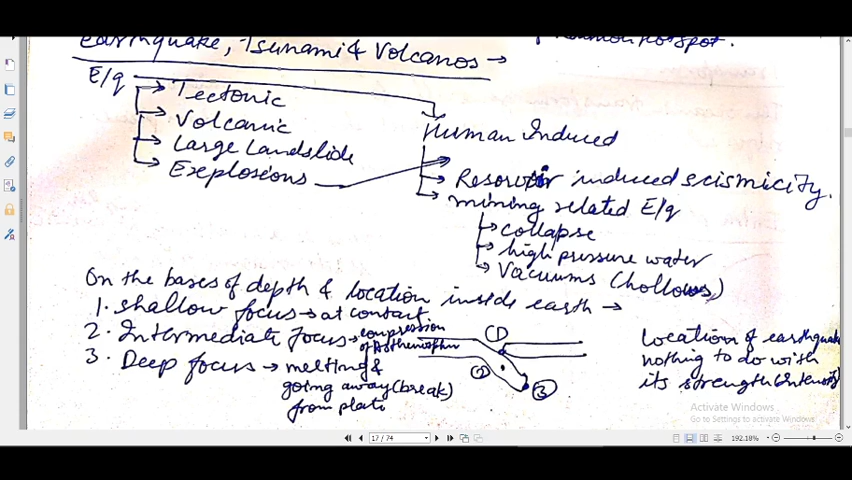 Earthquake, Tsunami & Volcanos →
Hotspot.
E/q
→ Tectonic
→ Volcanic
→ Large Landslide
→ Explosions
Human Induced
→ Reservoir induced seismicity.
→ mining related E/q
→ collapse
→ high pressure water
→ Vacuums (hollows)
On the bases of depth & location inside earth →
1. Shallow focus → at contact
2. Intermediate focus → compression
of Asthenosphere
3. Deep focus → melting &
going away (break)
from plate
①
②
③
Location of earthquake
nothing to do with
its strength (Intensity)
Activate Windows
Go to Settings to activate Windows.
17 / 74
192.18%